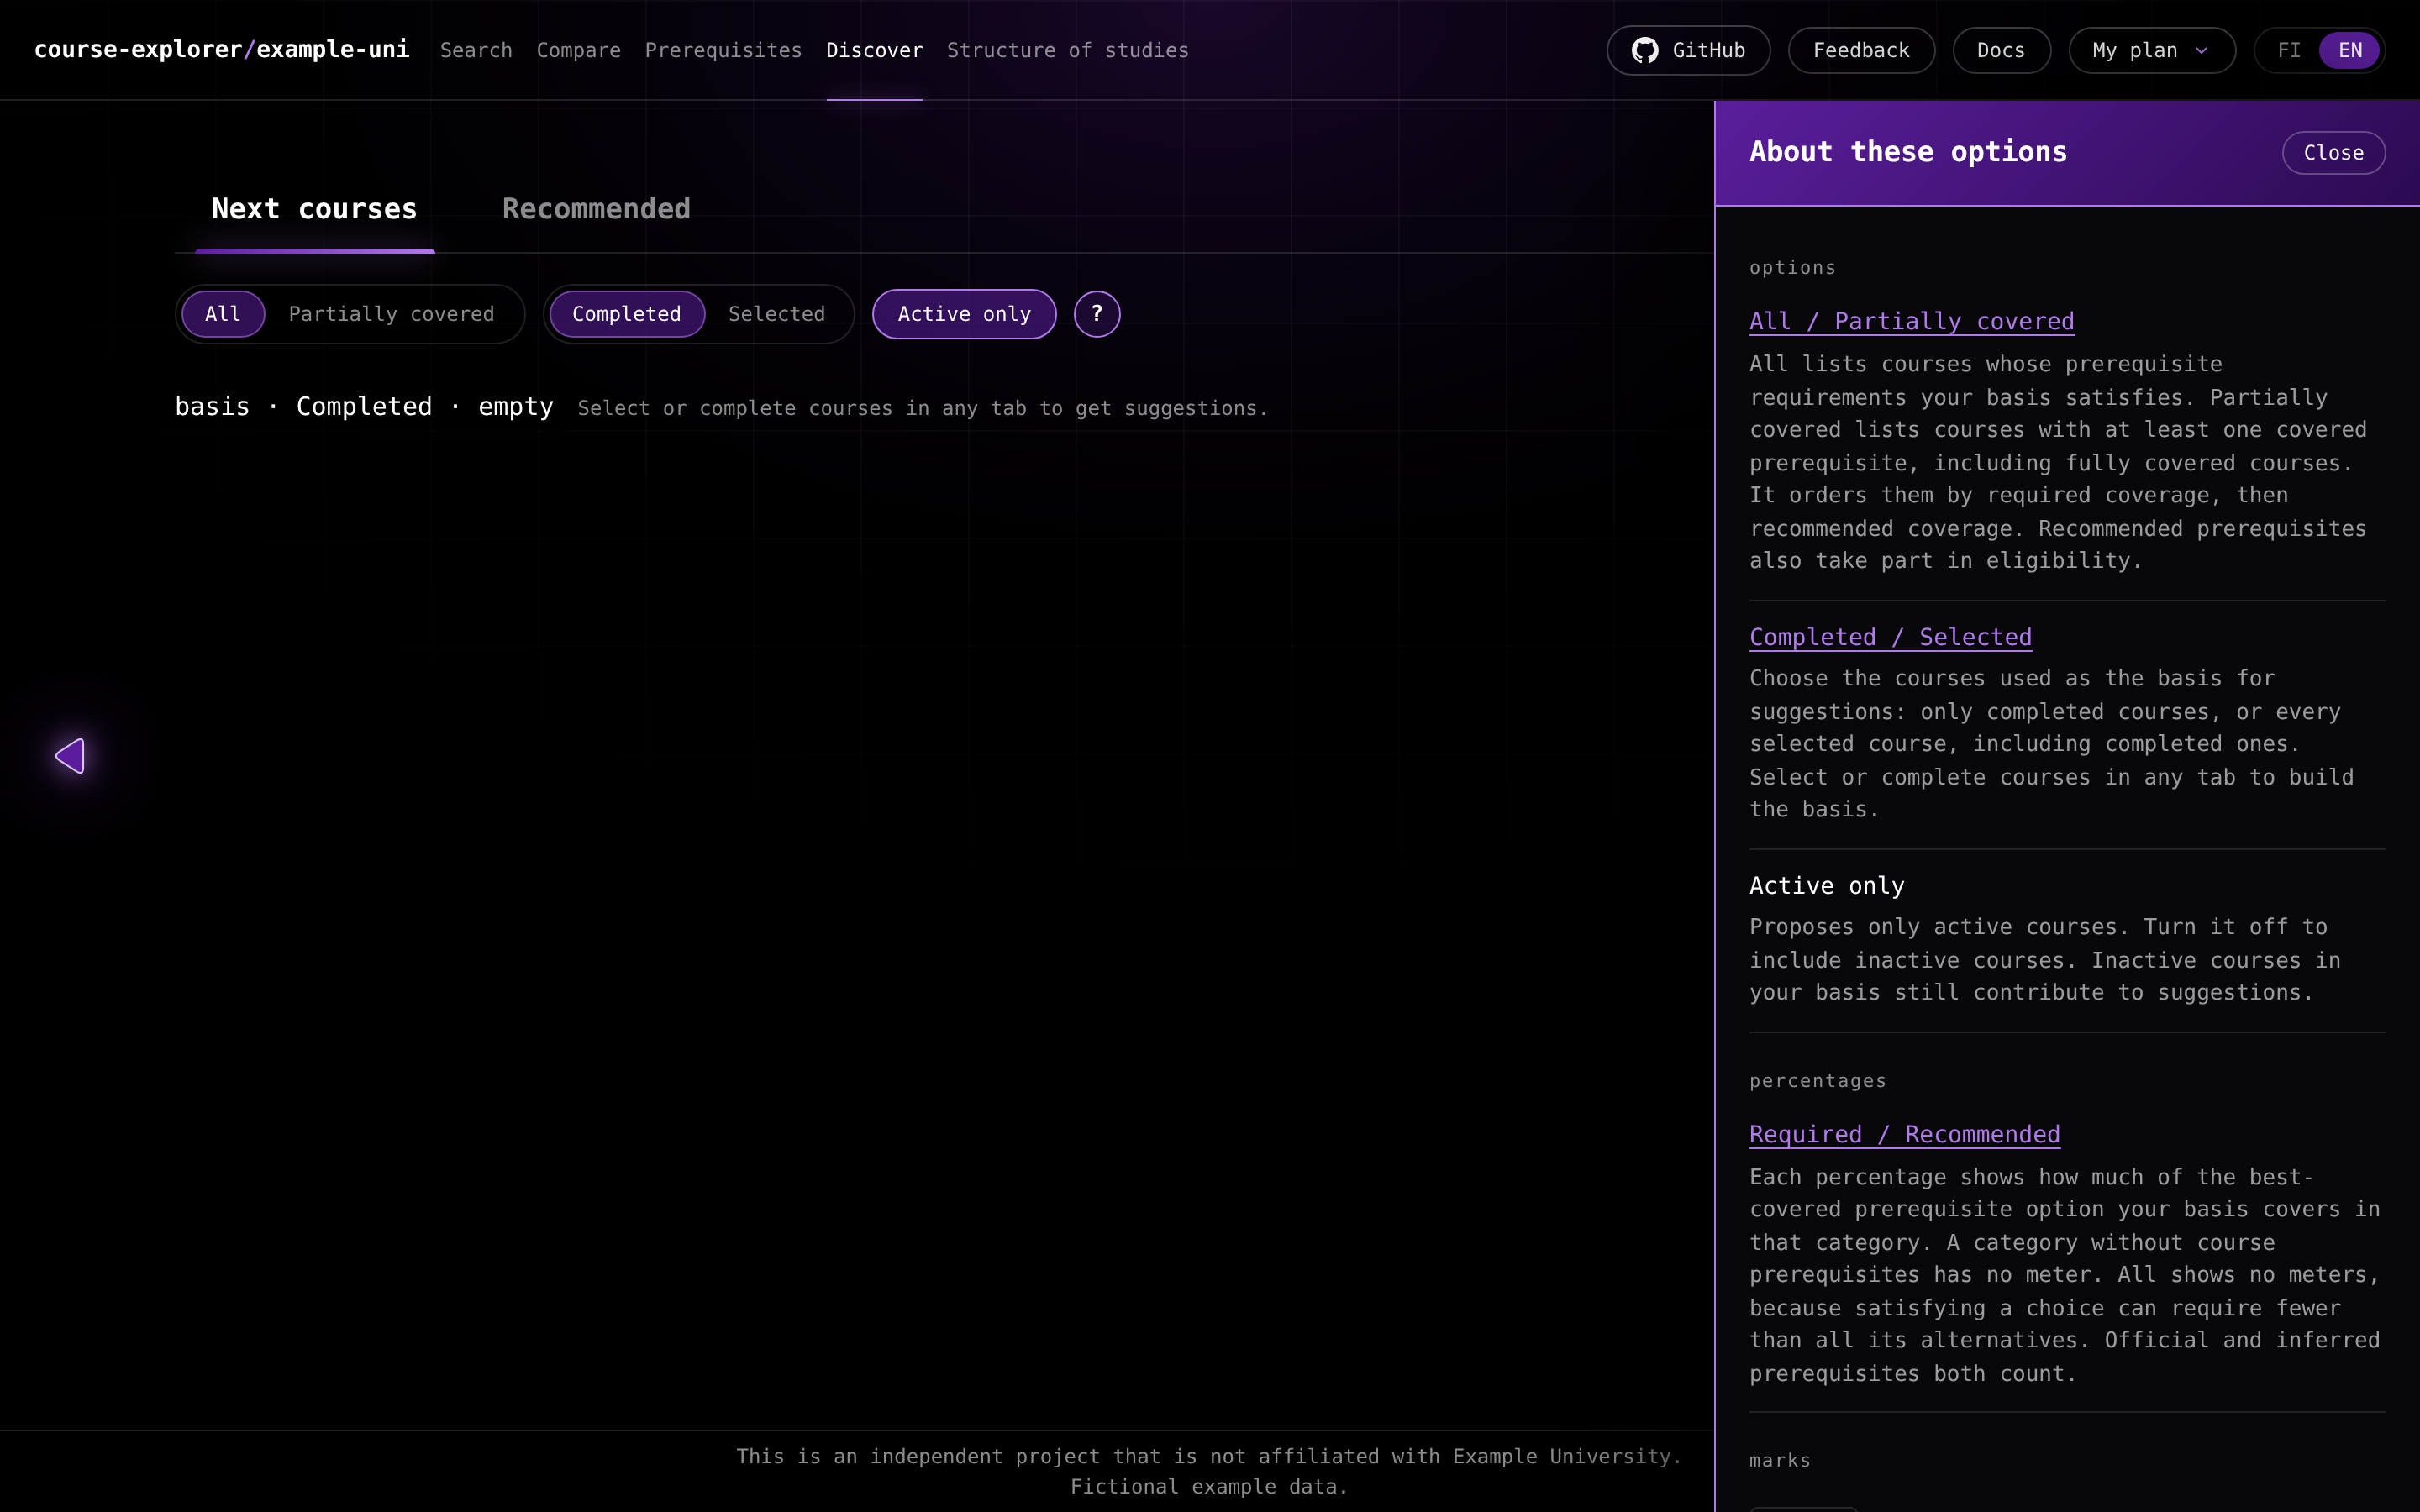 course-explorer/example-uni Search Compare Prerequisites Discover Structure of studies GitHub Feedback Docs My plan FI EN
Next courses Recommended
All Partially covered Completed Selected Active only ?
basis · Completed · empty Select or complete courses in any tab to get suggestions.
About these options Close
options
All / Partially covered
All lists courses whose prerequisite
requirements your basis satisfies. Partially
covered lists courses with at least one covered
prerequisite, including fully covered courses.
It orders them by required coverage, then
recommended coverage. Recommended prerequisites
also take part in eligibility.
Completed / Selected
Choose the courses used as the basis for
suggestions: only completed courses, or every
selected course, including completed ones.
Select or complete courses in any tab to build
the basis.
Active only
Proposes only active courses. Turn it off to
include inactive courses. Inactive courses in
your basis still contribute to suggestions.
percentages
Required / Recommended
Each percentage shows how much of the best-
covered prerequisite option your basis covers in
that category. A category without course
prerequisites has no meter. All shows no meters,
because satisfying a choice can require fewer
than all its alternatives. Official and inferred
prerequisites both count.
marks
This is an independent project that is not affiliated with Example University.
Fictional example data.